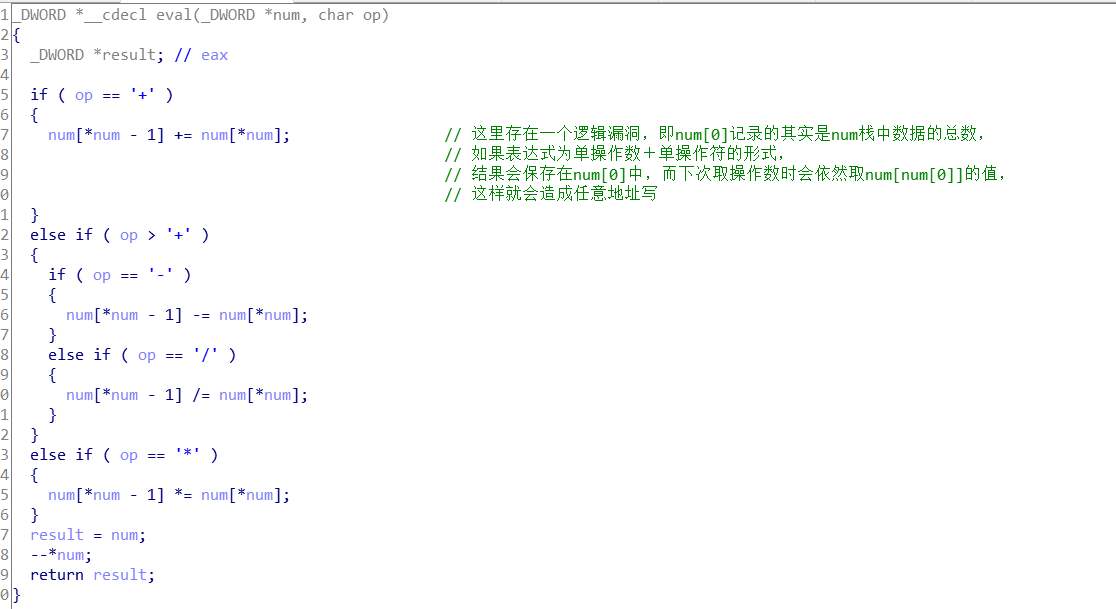 1 _DWORD *__cdecl eval(_DWORD *num, char op)
2 {
3 _DWORD *result; // eax
4
5 if ( op == '+' )
6 {
7 num[*num - 1] += num[*num]; // 这里存在一个逻辑漏洞，即num[0]记录的其实是num栈中数据的总数，
8 // 如果表达式为单操作数＋单操作符的形式，
9 // 结果会保存在num[0]中，而下次取操作数时会依然取num[num[0]]的值，
0 // 这样就会造成任意地址写
1 }
2 else if ( op > '+' )
3 {
4 if ( op == '-' )
5 {
6 num[*num - 1] -= num[*num];
7 }
8 else if ( op == '/' )
9 {
0 num[*num - 1] /= num[*num];
1 }
2 }
3 else if ( op == '*' )
4 {
5 num[*num - 1] *= num[*num];
6 }
7 result = num;
8 --*num;
9 return result;
0 }